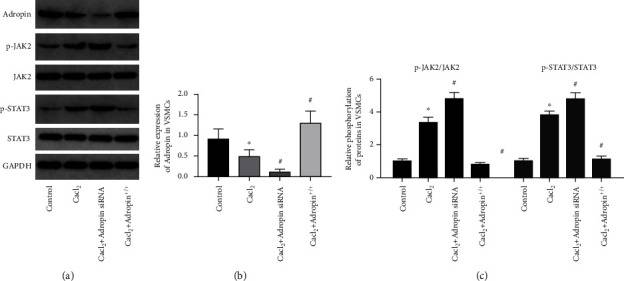 Adropin
p-JAK2
JAK2
p-STAT3
STAT3
GAPDH
Control
Cacl2
Cacl2+Adropin siRNA
Cacl2+Adropin+/+
(a)
Relative expression
of Adropin in VSMCs
2.0
1.5
1.0
0.5
0.0
*
#
#
Control
Cacl2
Cacl2+Adropin siRNA
Cacl2+Adropin+/+
(b)
p-JAK2/JAK2
p-STAT3/STAT3
Relative phosphorylation
of proteins in VSMCs
6
4
2
0
*
#
#
*
#
#
Control
Cacl2
Cacl2+Adropin siRNA
Cacl2+Adropin+/+
Control
Cacl2
Cacl2+Adropin siRNA
Cacl2+Adropin+/+
(c)